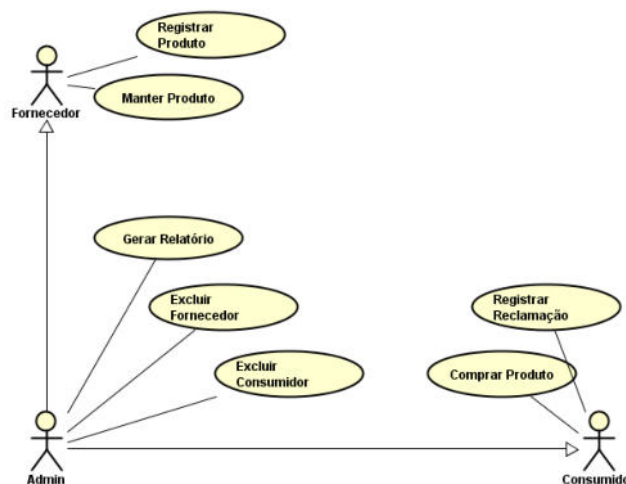 Registrar
Produto
Manter Produto
Fornecedor
Gerar Relatório
Excluir
Fornecedor
Registrar
Reclamação
Excluir
Consumidor
Comprar Produto
Admin
Consumido